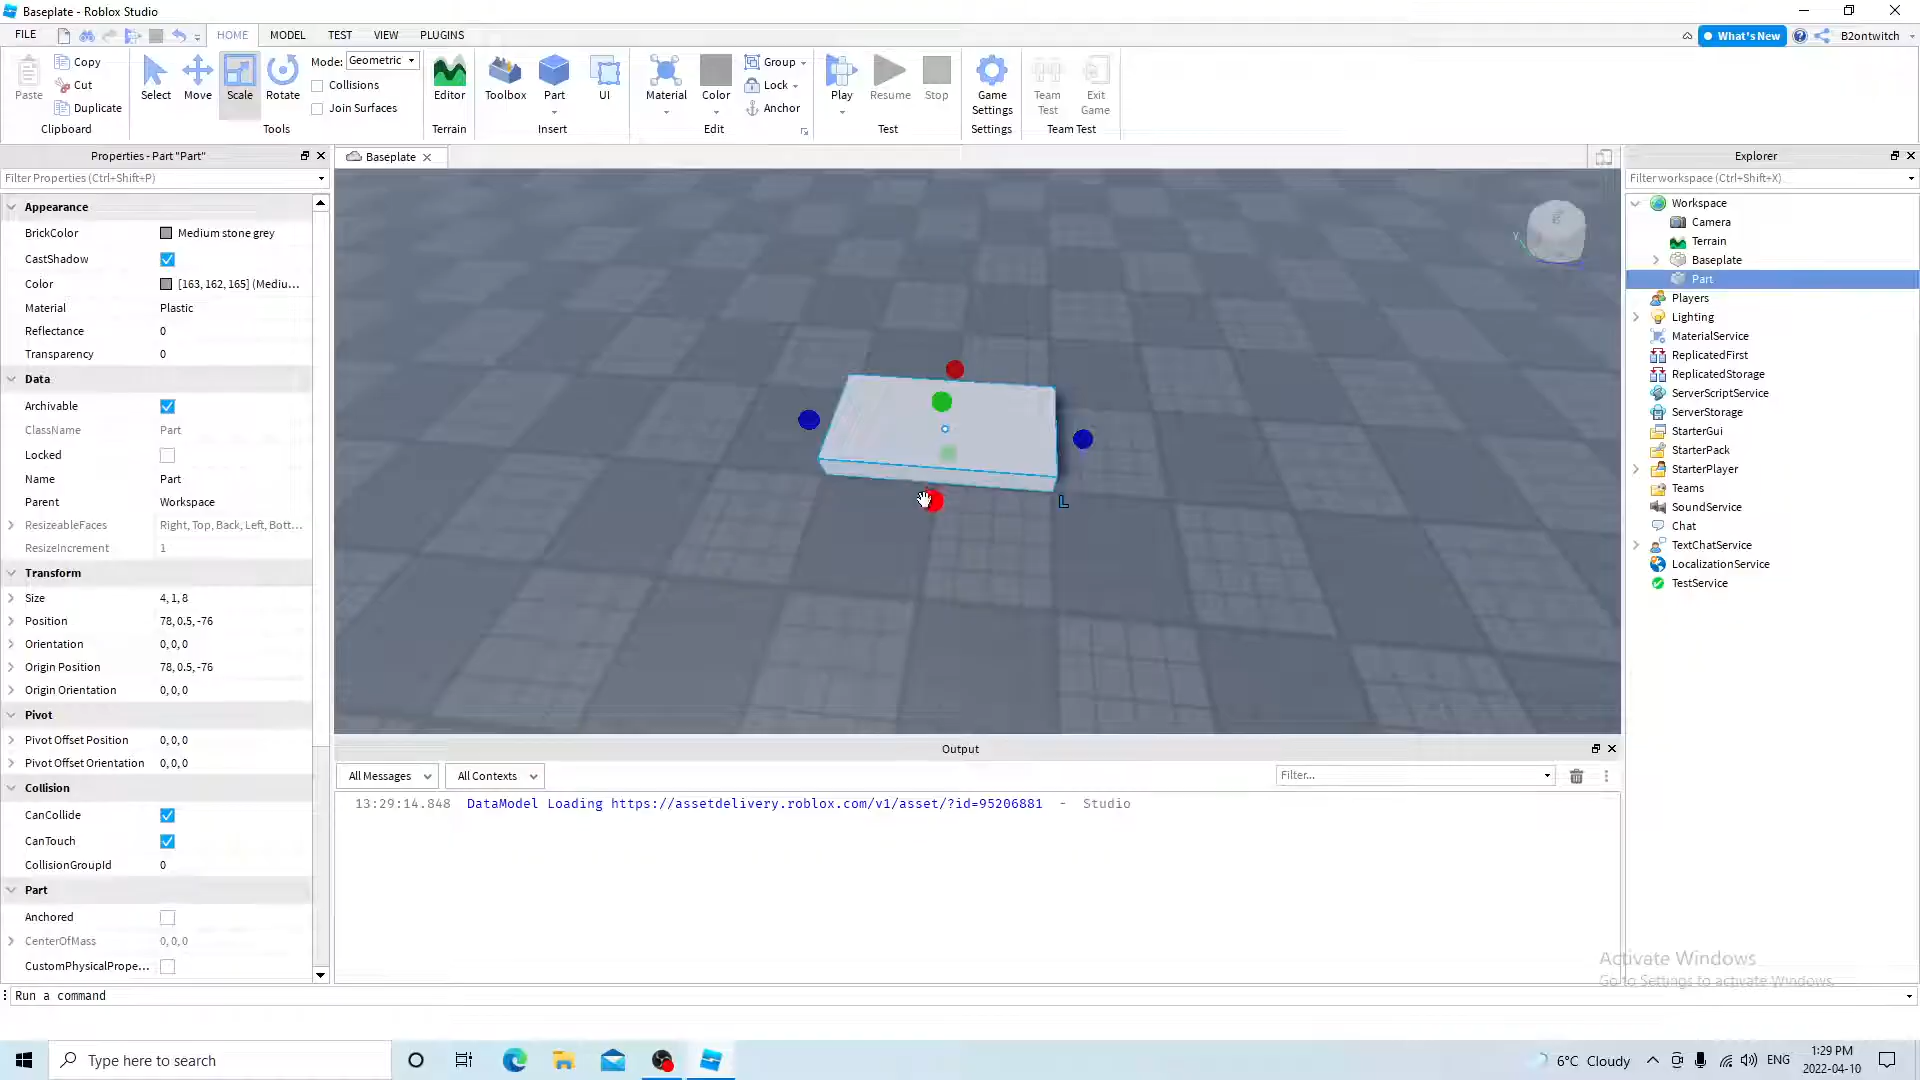 Baseplate - Roblox Studio
FILE
HOME
MODEL
TEST
VIEW
PLUGINS
What's New
B2ontwitch
Paste
Copy
Cut
Duplicate
Clipboard
Select
Move
Scale
Rotate
Mode: Geometric
Collisions
Join Surfaces
Tools
Editor
Terrain
Toolbox
Part
UI
Insert
Material
Color
Group
Lock
Anchor
Edit
Play
Resume
Stop
Test
Game
Settings
Settings
Team
Test
Exit
Game
Team Test
Properties - Part "Part"
Filter Properties (Ctrl+Shift+P)
Appearance
BrickColor Medium stone grey
CastShadow
Color [163, 162, 165] (Mediu...
Material Plastic
Reflectance 0
Transparency 0
Data
Archivable
ClassName Part
Locked
Name Part
Parent Workspace
ResizeableFaces Right, Top, Back, Left, Bott...
ResizeIncrement 1
Transform
Size 4, 1, 8
Position 78, 0.5, -76
Orientation 0, 0, 0
Origin Position 78, 0.5, -76
Origin Orientation 0, 0, 0
Pivot
Pivot Offset Position 0, 0, 0
Pivot Offset Orientation 0, 0, 0
Collision
CanCollide
CanTouch
CollisionGroupId 0
Part
Anchored
CenterOfMass 0, 0, 0
CustomPhysicalPrope...
Baseplate
Y
L
Output
All Messages
All Contexts
Filter...
13:29:14.848 DataModel Loading https://assetdelivery.roblox.com/v1/asset/?id=95206881 - Studio
Explorer
Filter workspace (Ctrl+Shift+X)
Workspace
Camera
Terrain
Baseplate
Part
Players
Lighting
MaterialService
ReplicatedFirst
ReplicatedStorage
ServerScriptService
ServerStorage
StarterGui
StarterPack
StarterPlayer
Teams
SoundService
Chat
TextChatService
LocalizationService
TestService
Activate Windows
Go to Settings to activate Windows.
Run a command
Type here to search
6°C Cloudy
ENG
1:29 PM
2022-04-10